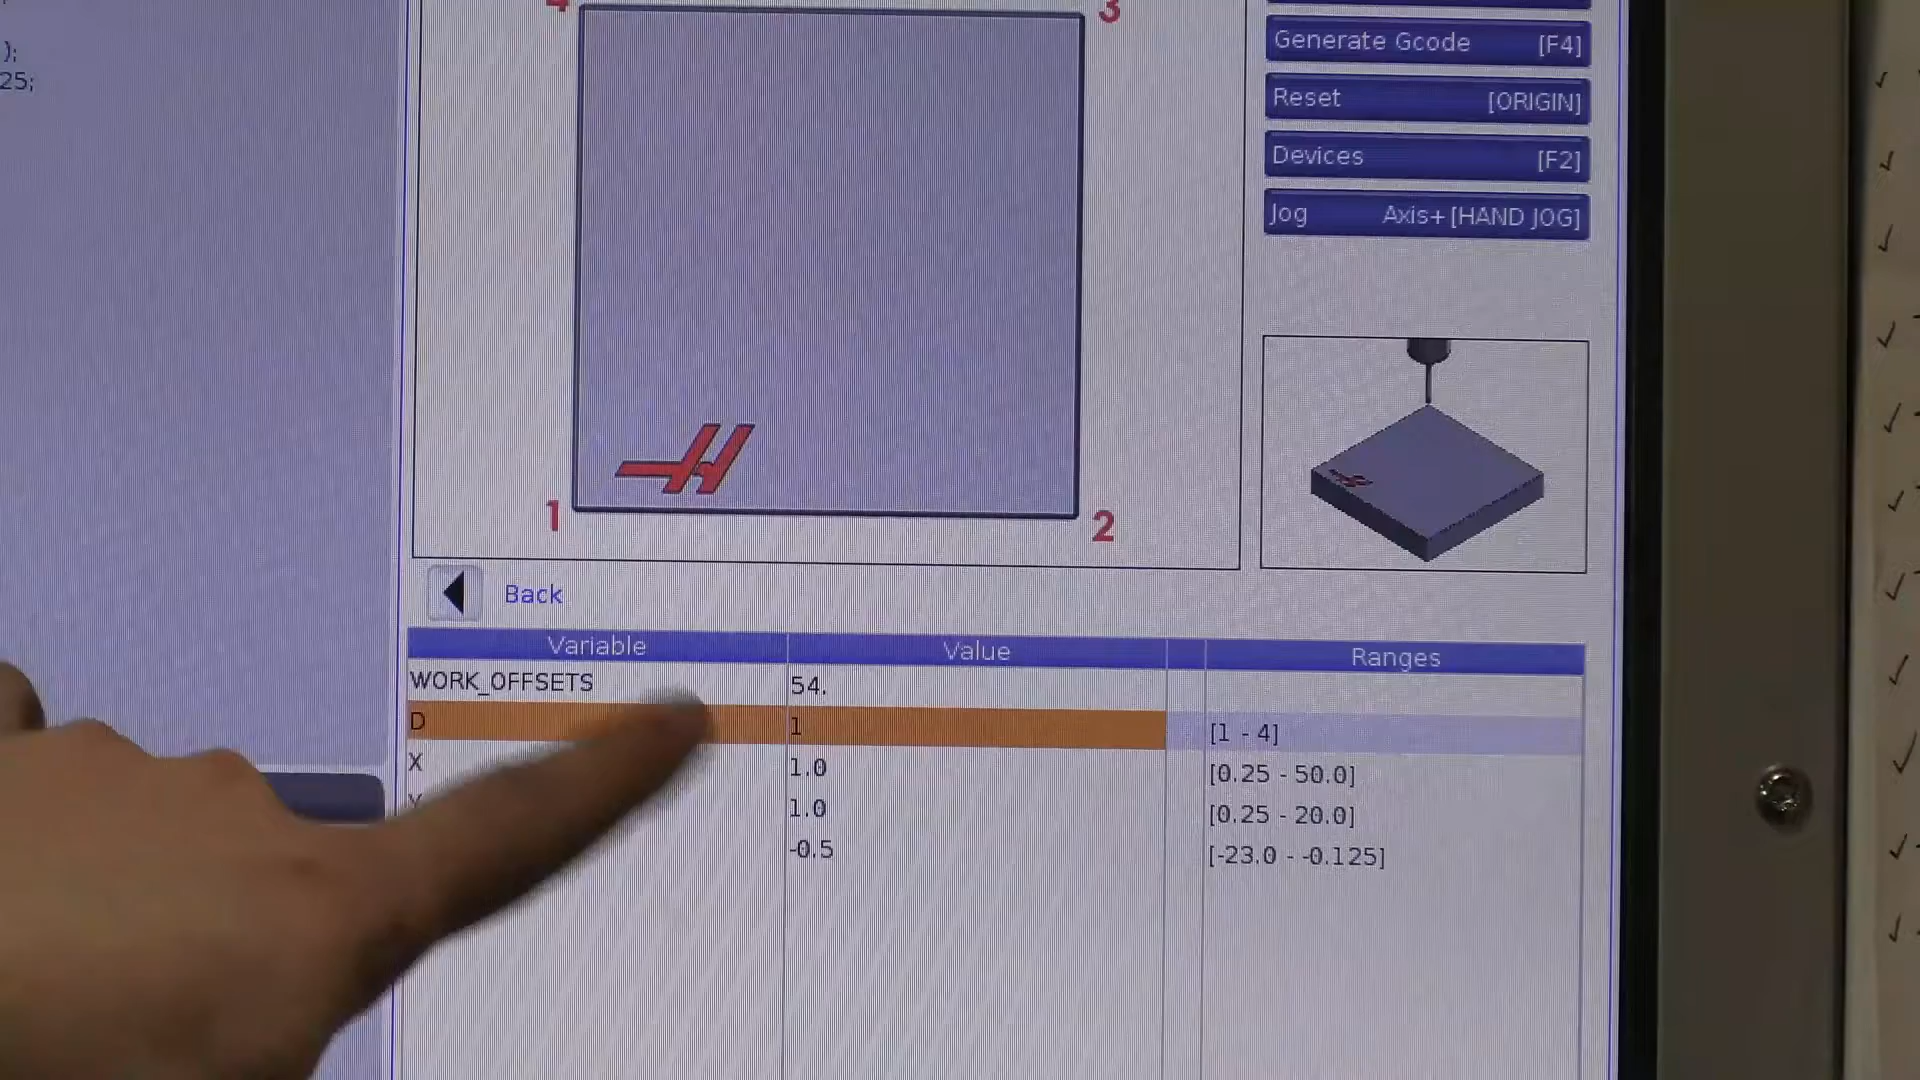 );
25;
4
3
1
2
Generate Gcode [F4]
Reset [ORIGIN]
Devices [F2]
Jog Axis+[HAND JOG]
Back
Variable Value Ranges
WORK_OFFSETS 54.
D 1 [1 - 4]
X 1.0 [0.25 - 50.0]
Y 1.0 [0.25 - 20.0]
-0.5 [-23.0 - -0.125]